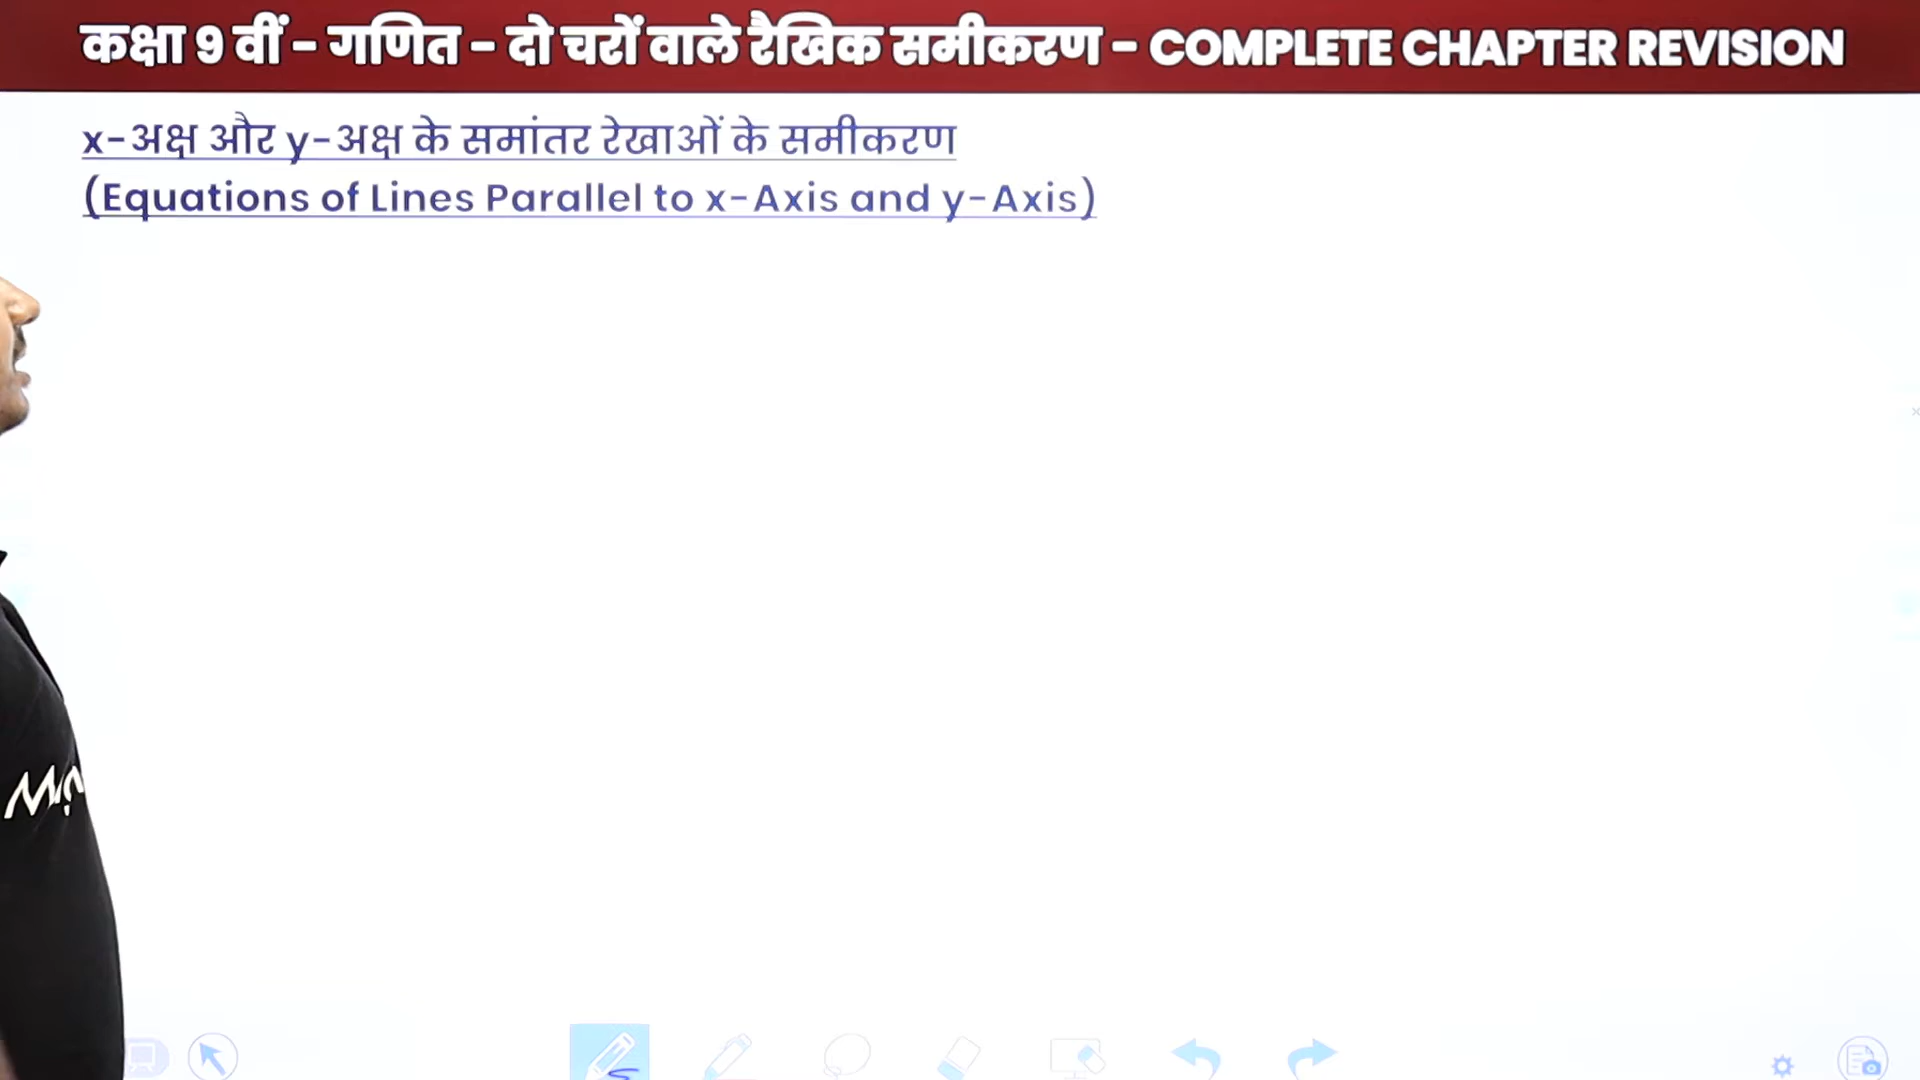 कक्षा 9 वीं - गणित - दो चरों वाले रैखिक समीकरण - COMPLETE CHAPTER REVISION
x-अक्ष और y-अक्ष के समांतर रेखाओं के समीकरण
(Equations of Lines Parallel to x-Axis and y-Axis)